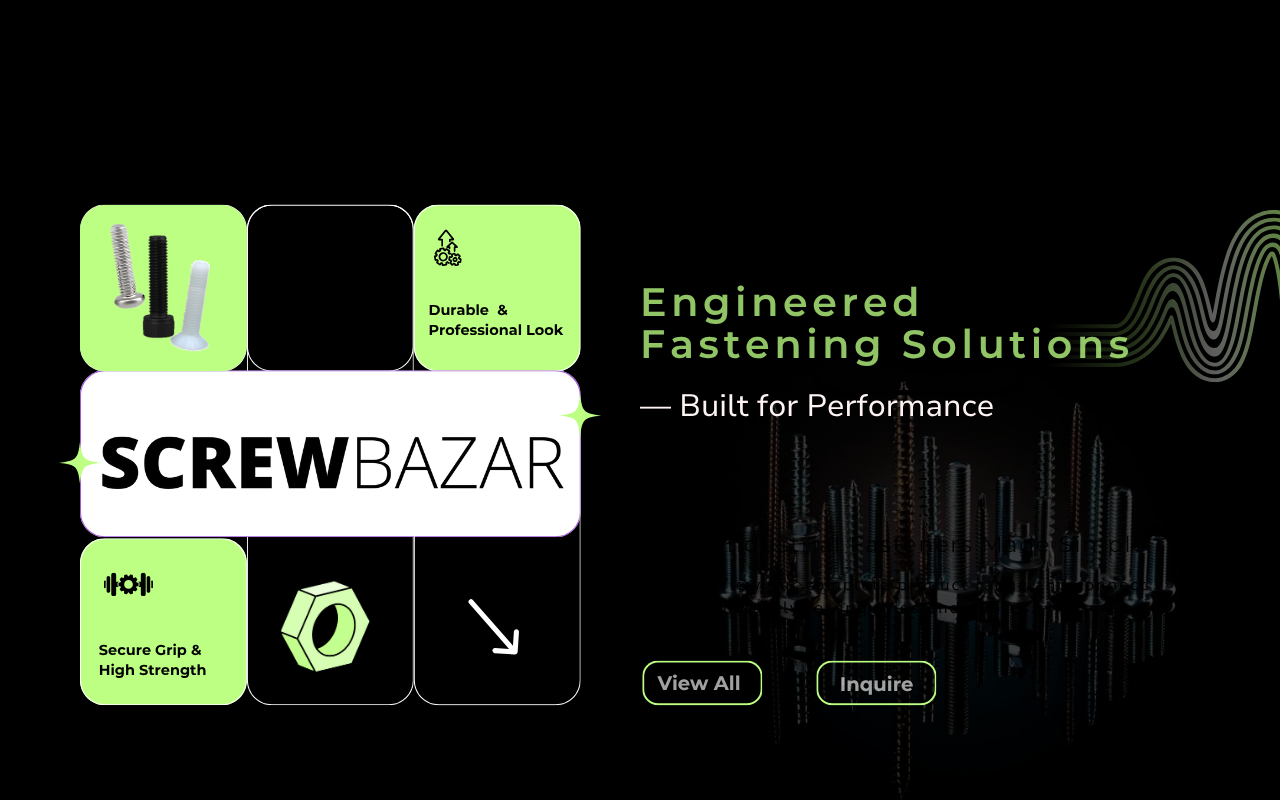 Durable &
Professional Look
SCREWBAZAR
Secure Grip &
High Strength
Engineered
Fastening Solutions
— Built for Performance
View All
Inquire